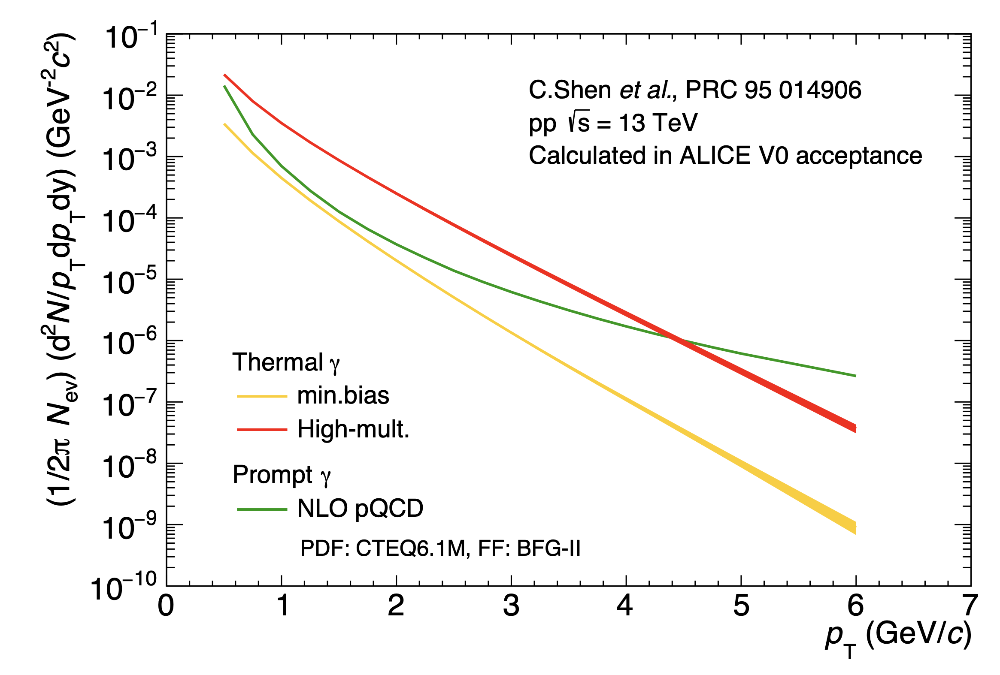 (1/2π N_ev) (d²N/p_T dp_T dy) (GeV⁻²c²)
10⁻¹
10⁻²
10⁻³
10⁻⁴
10⁻⁵
10⁻⁶
10⁻⁷
10⁻⁸
10⁻⁹
10⁻¹⁰
C.Shen et al., PRC 95 014906
pp √s = 13 TeV
Calculated in ALICE V0 acceptance
Thermal γ
min.bias
High-mult.
Prompt γ
NLO pQCD
PDF: CTEQ6.1M, FF: BFG-II
0 1 2 3 4 5 6 7
p_T (GeV/c)